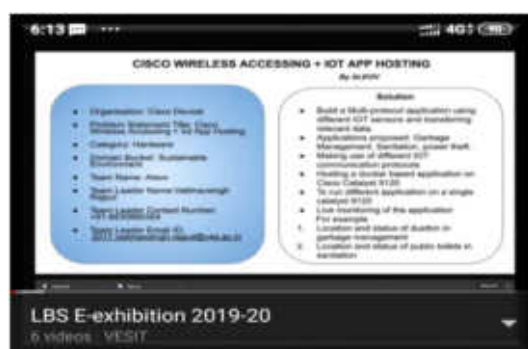 6:13
4G
CISCO WIRELESS ACCESSING + IOT APP HOSTING
Organisation: Cisco Devnet
Problem Statement Title: Cisco
Wireless Accessing + Iot App Hosting
Category: Hardware
Domain Bucket: Sustainable
Environment
Team Name:
Team Leader Name
Team Leader Contact Number:
Team Leader Email ID:
Solution
Build a Multi-protocol application using
different IOT sensors and transferring
relevant data.
Applications proposed: Garbage
Management, Sanitation, power theft.
Making use of different IOT
communication protocols
Hosting a docker based application on
Cisco Catalyst 9120
To run different application on a single
catalyst 9120
Live monitoring of the application
For example
1. Location and status of dustbin in
garbage management
2. Location and status of public toilets in
sanitation
LBS E-exhibition 2019-20
6 videos VESIT